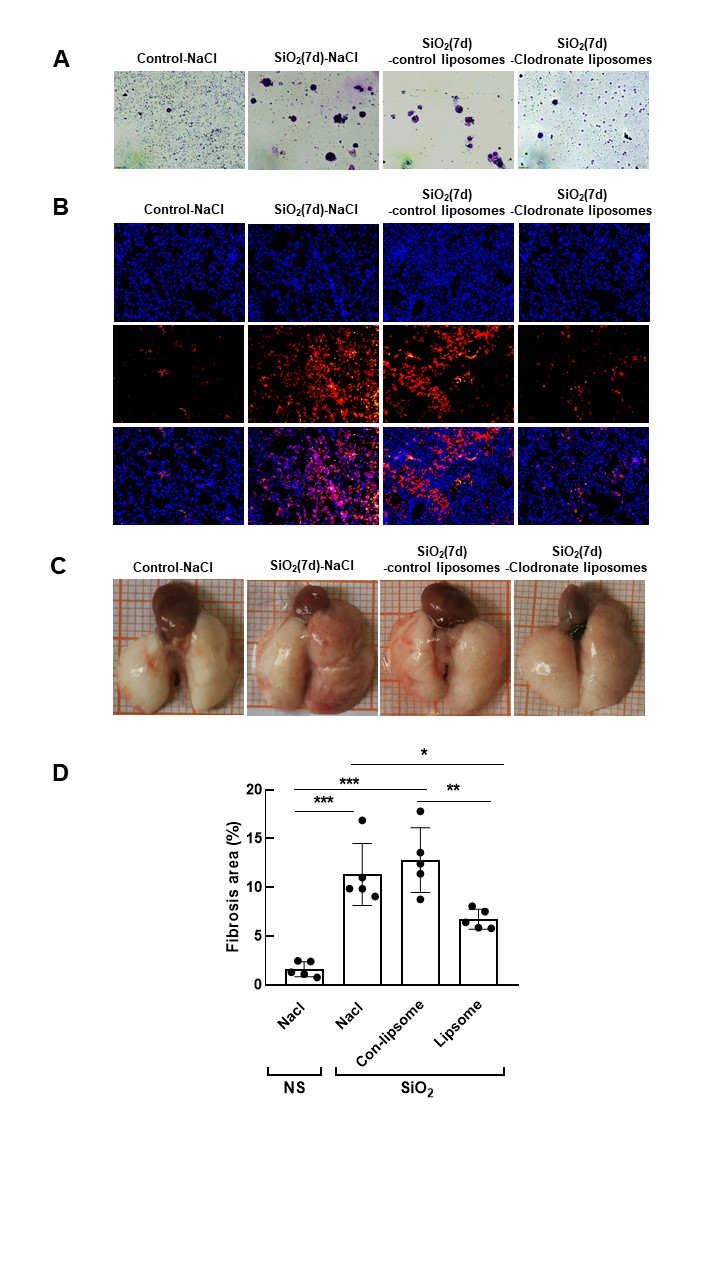 A
Control-NaCl
SiO₂(7d)-NaCl
SiO₂(7d)
-control liposomes
SiO₂(7d)
-Clodronate liposomes
B
Control-NaCl
SiO₂(7d)-NaCl
SiO₂(7d)
-control liposomes
SiO₂(7d)
-Clodronate liposomes
C
Control-NaCl
SiO₂(7d)-NaCl
SiO₂(7d)
-control liposomes
SiO₂(7d)
-Clodronate liposomes
D
*
***
**
***
Fibrosis area (%)
20
15
10
5
0
Nacl
Nacl
Con-lipsome
Lipsome
NS
SiO₂